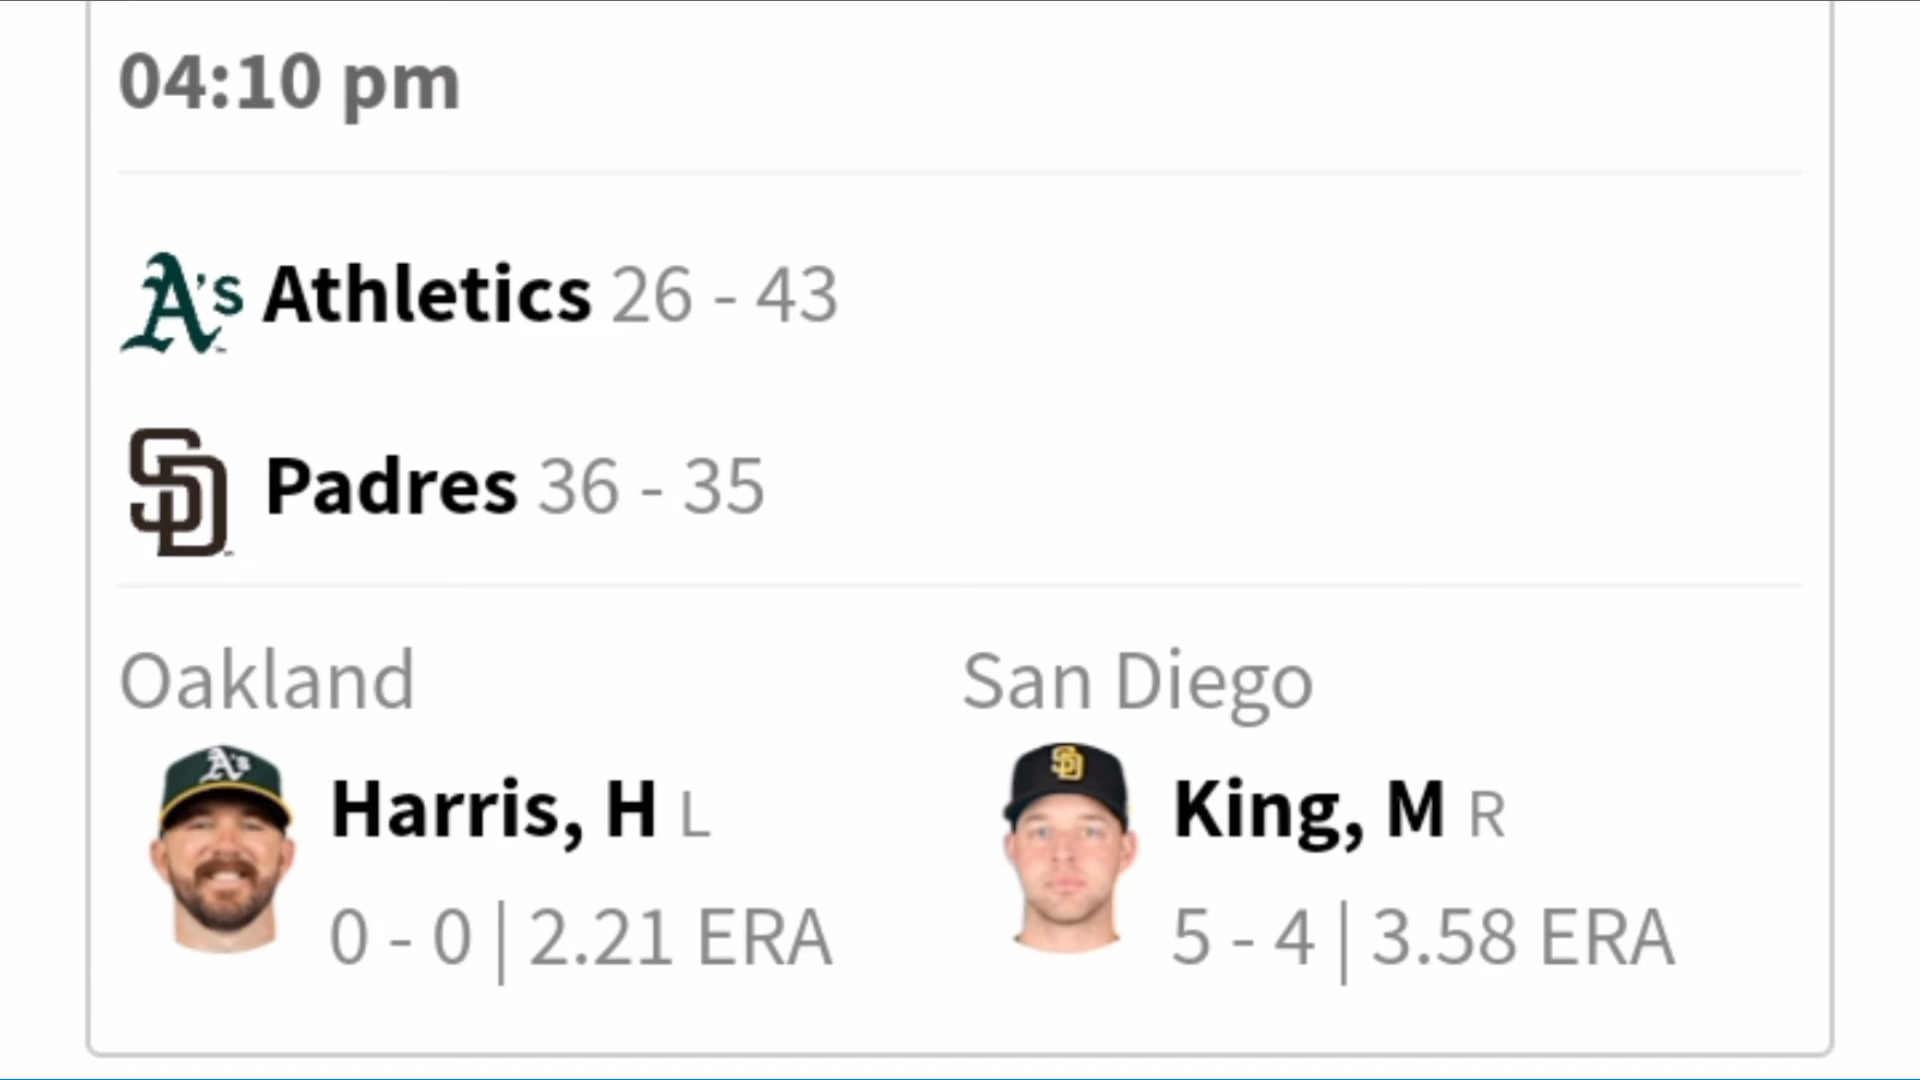 04:10 pm
A's Athletics 26 - 43
SD Padres 36 - 35
Oakland
Harris, H L
0 - 0 | 2.21 ERA
San Diego
King, M R
5 - 4 | 3.58 ERA